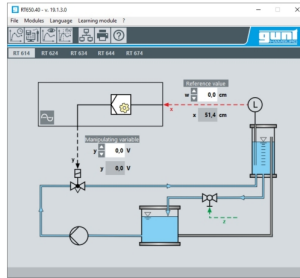 RT650.40 - v: 19.1.3.0
File Modules Language Learning module ?
gunt
RT 614 RT 624 RT 634 RT 644 RT 674
Reference value
w 0,0 cm
x 51,4 cm
x
L
Manipulating variable
y 0,0 V
y 0,0 V
y
z